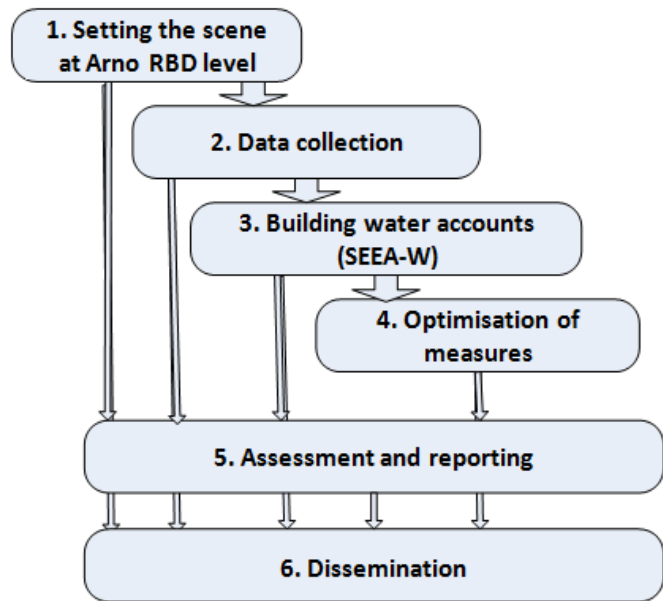 1. Setting the scene
at Arno RBD level
2. Data collection
3. Building water accounts
(SEEA-W)
4. Optimisation of
measures
5. Assessment and reporting
6. Dissemination